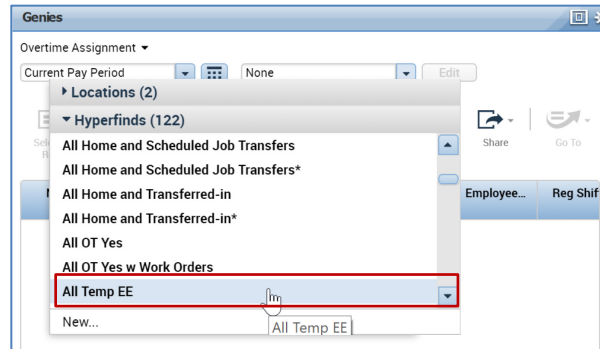 Genies
Overtime Assignment
Current Pay Period None Edit
Locations (2)
Hyperfinds (122)
All Home and Scheduled Job Transfers
All Home and Scheduled Job Transfers*
All Home and Transferred-in
All Home and Transferred-in*
All OT Yes
All OT Yes w Work Orders
All Temp EE
New...
All Temp EE
Share Go To
Employee... Reg Shif